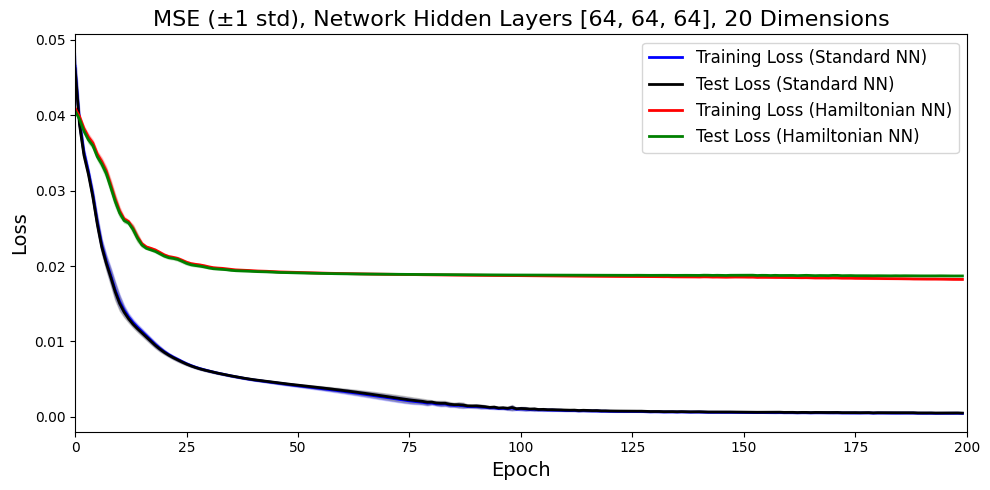 MSE (±1 std), Network Hidden Layers [64, 64, 64], 20 Dimensions
Training Loss (Standard NN)
Test Loss (Standard NN)
Training Loss (Hamiltonian NN)
Test Loss (Hamiltonian NN)
Loss
0.05
0.04
0.03
0.02
0.01
0.00
0 25 50 75 100 125 150 175 200
Epoch